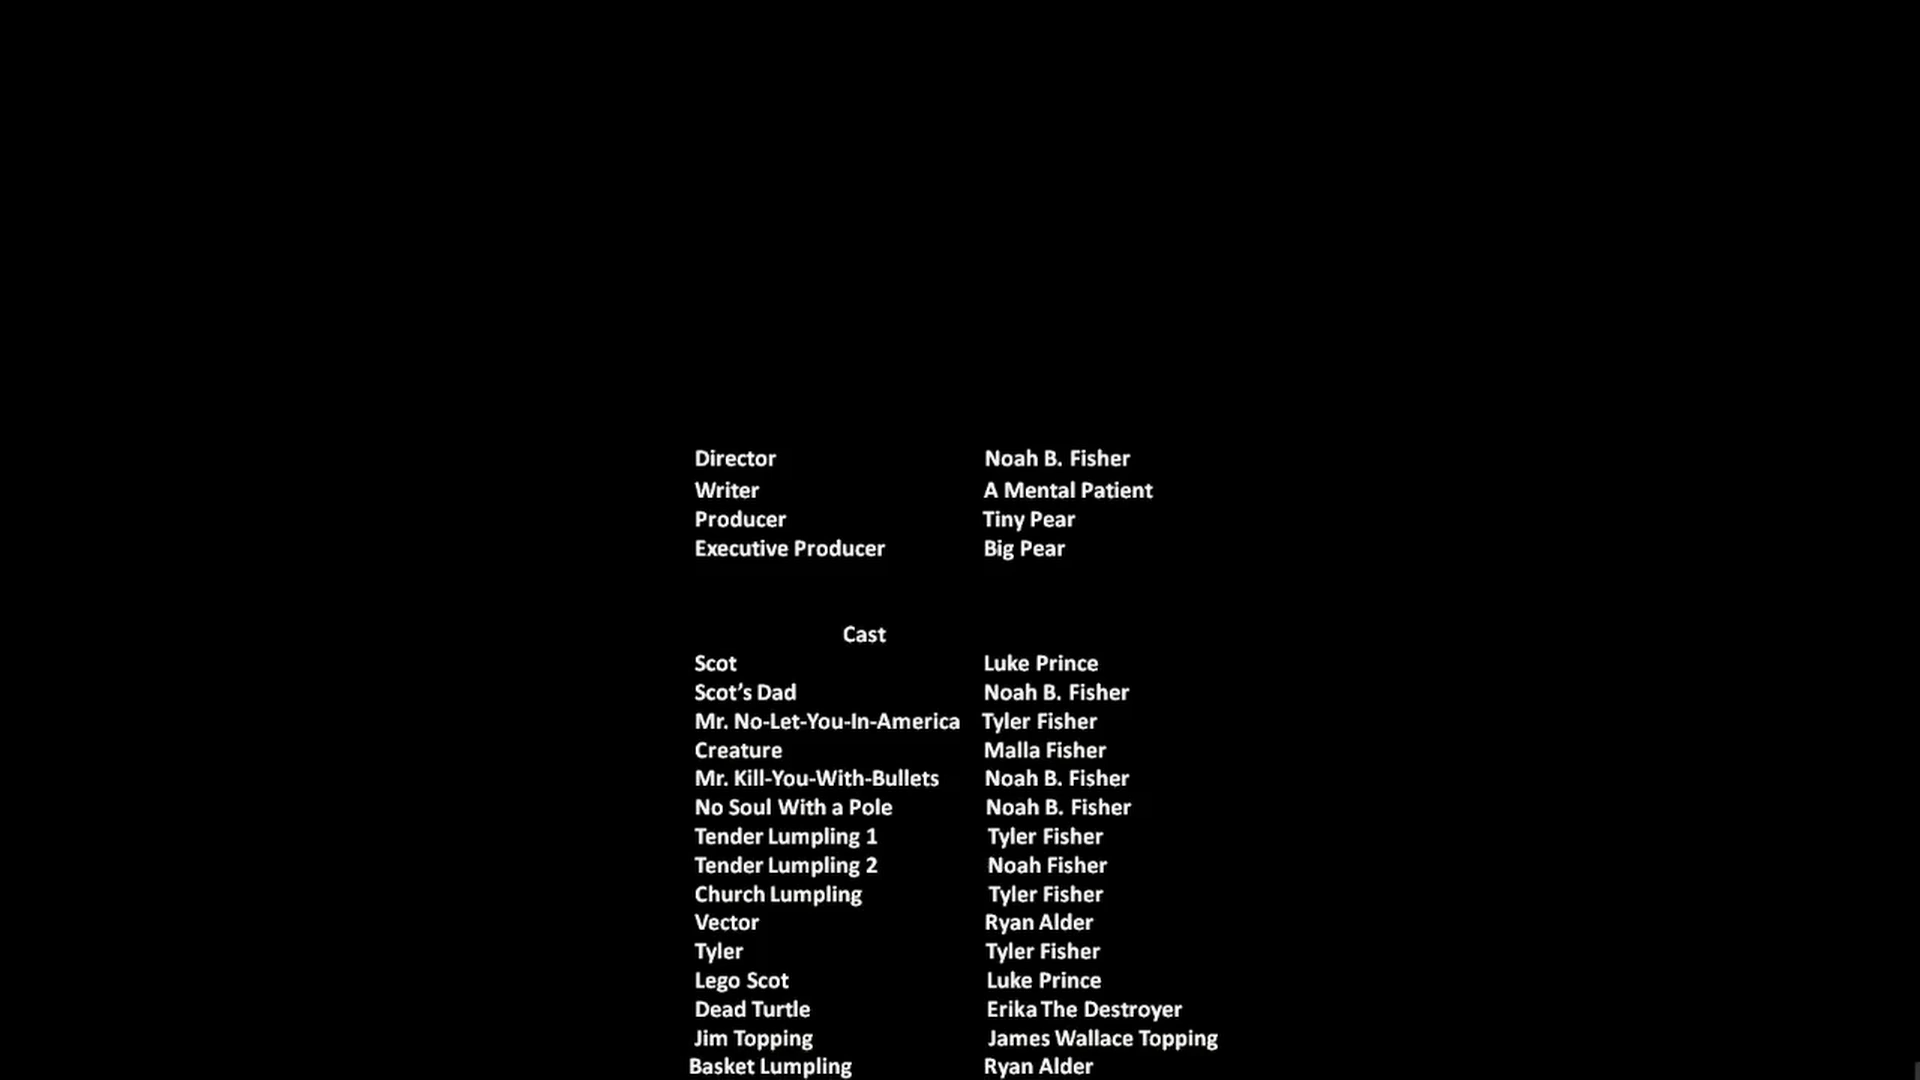 Director Noah B. Fisher
Writer A Mental Patient
Producer Tiny Pear
Executive Producer Big Pear
Cast
Scot Luke Prince
Scot’s Dad Noah B. Fisher
Mr. No-Let-You-In-America Tyler Fisher
Creature Malla Fisher
Mr. Kill-You-With-Bullets Noah B. Fisher
No Soul With a Pole Noah B. Fisher
Tender Lumpling 1 Tyler Fisher
Tender Lumpling 2 Noah Fisher
Church Lumpling Tyler Fisher
Vector Ryan Alder
Tyler Tyler Fisher
Lego Scot Luke Prince
Dead Turtle Erika The Destroyer
Jim Topping James Wallace Topping
Basket Lumpling Ryan Alder